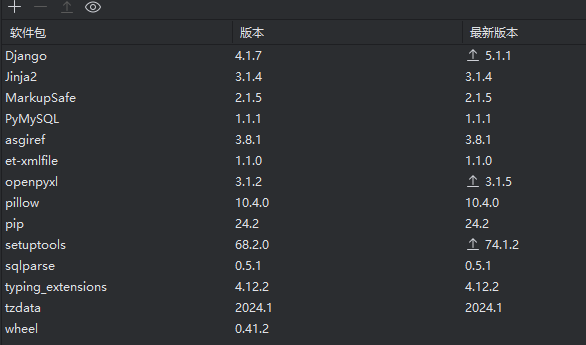 软件包 版本 最新版本
Django 4.1.7 5.1.1
Jinja2 3.1.4 3.1.4
MarkupSafe 2.1.5 2.1.5
PyMySQL 1.1.1 1.1.1
asgiref 3.8.1 3.8.1
et-xmlfile 1.1.0 1.1.0
openpyxl 3.1.2 3.1.5
pillow 10.4.0 10.4.0
pip 24.2 24.2
setuptools 68.2.0 74.1.2
sqlparse 0.5.1 0.5.1
typing_extensions 4.12.2 4.12.2
tzdata 2024.1 2024.1
wheel 0.41.2